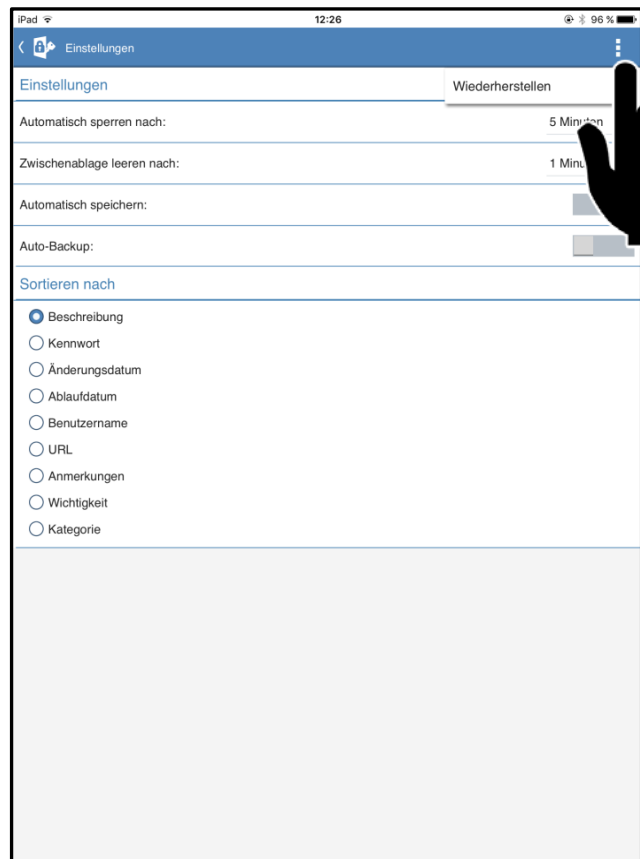 iPad 12:26 96 %
Einstellungen
Einstellungen
Wiederherstellen
Automatisch sperren nach: 5
Zwischenablage leeren nach: 1
Automatisch speichern:
Auto-Backup:
Sortieren nach
Beschreibung
Kennwort
Änderungsdatum
Ablaufdatum
Benutzername
URL
Anmerkungen
Wichtigkeit
Kategorie